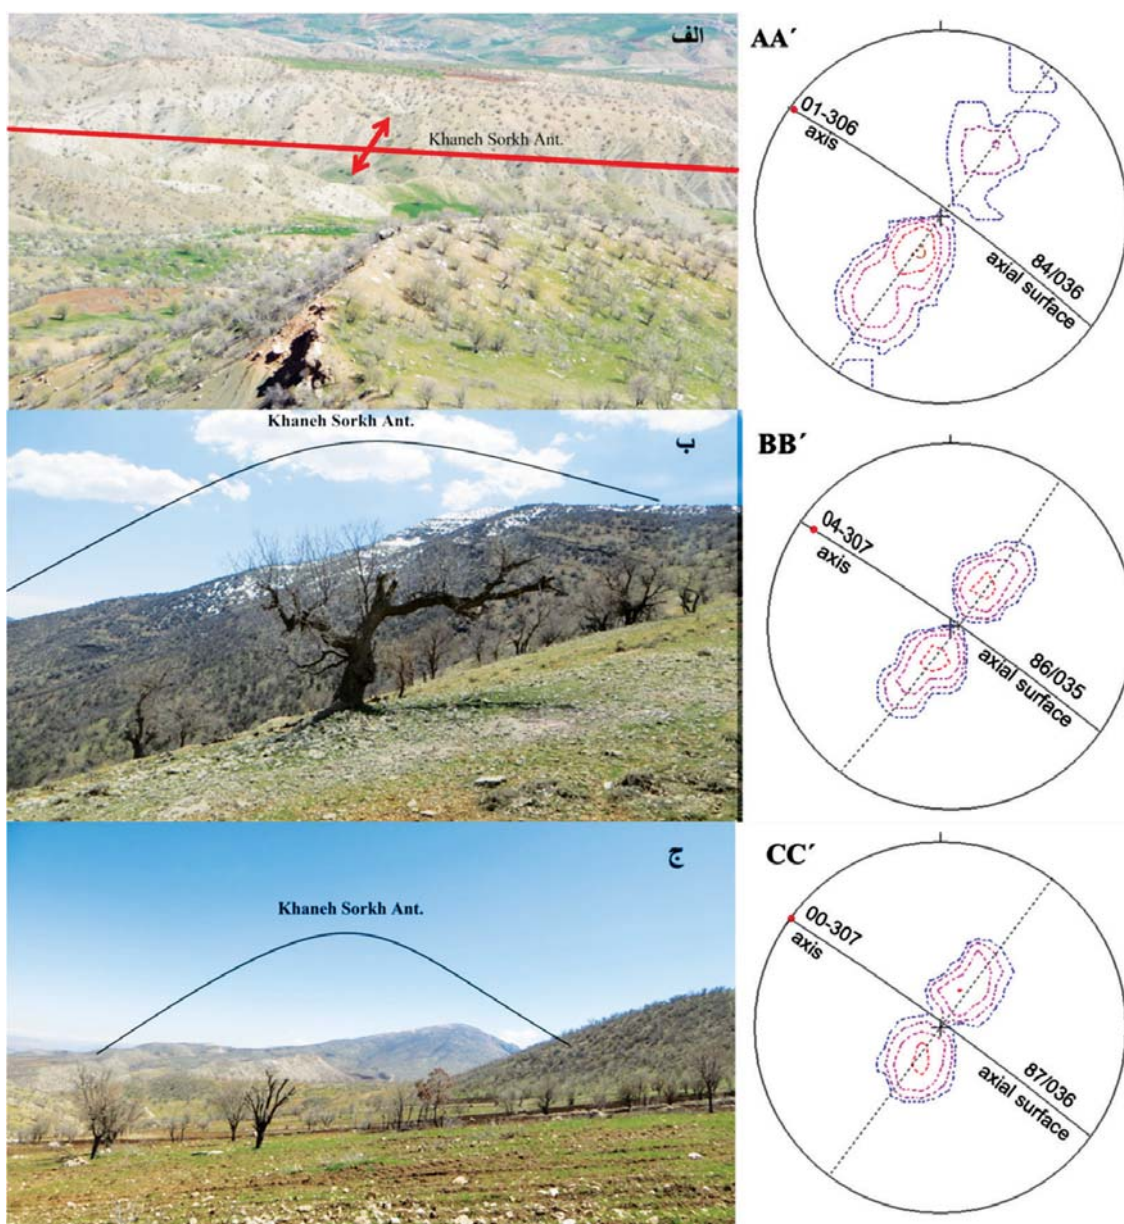 الف
Khaneh Sorkh Ant.
AA´
01-306
axis
84/036
axial surface
Khaneh Sorkh Ant.
ب
BB´
04-307
axis
86/035
axial surface
ج
Khaneh Sorkh Ant.
CC´
00-307
axis
87/036
axial surface